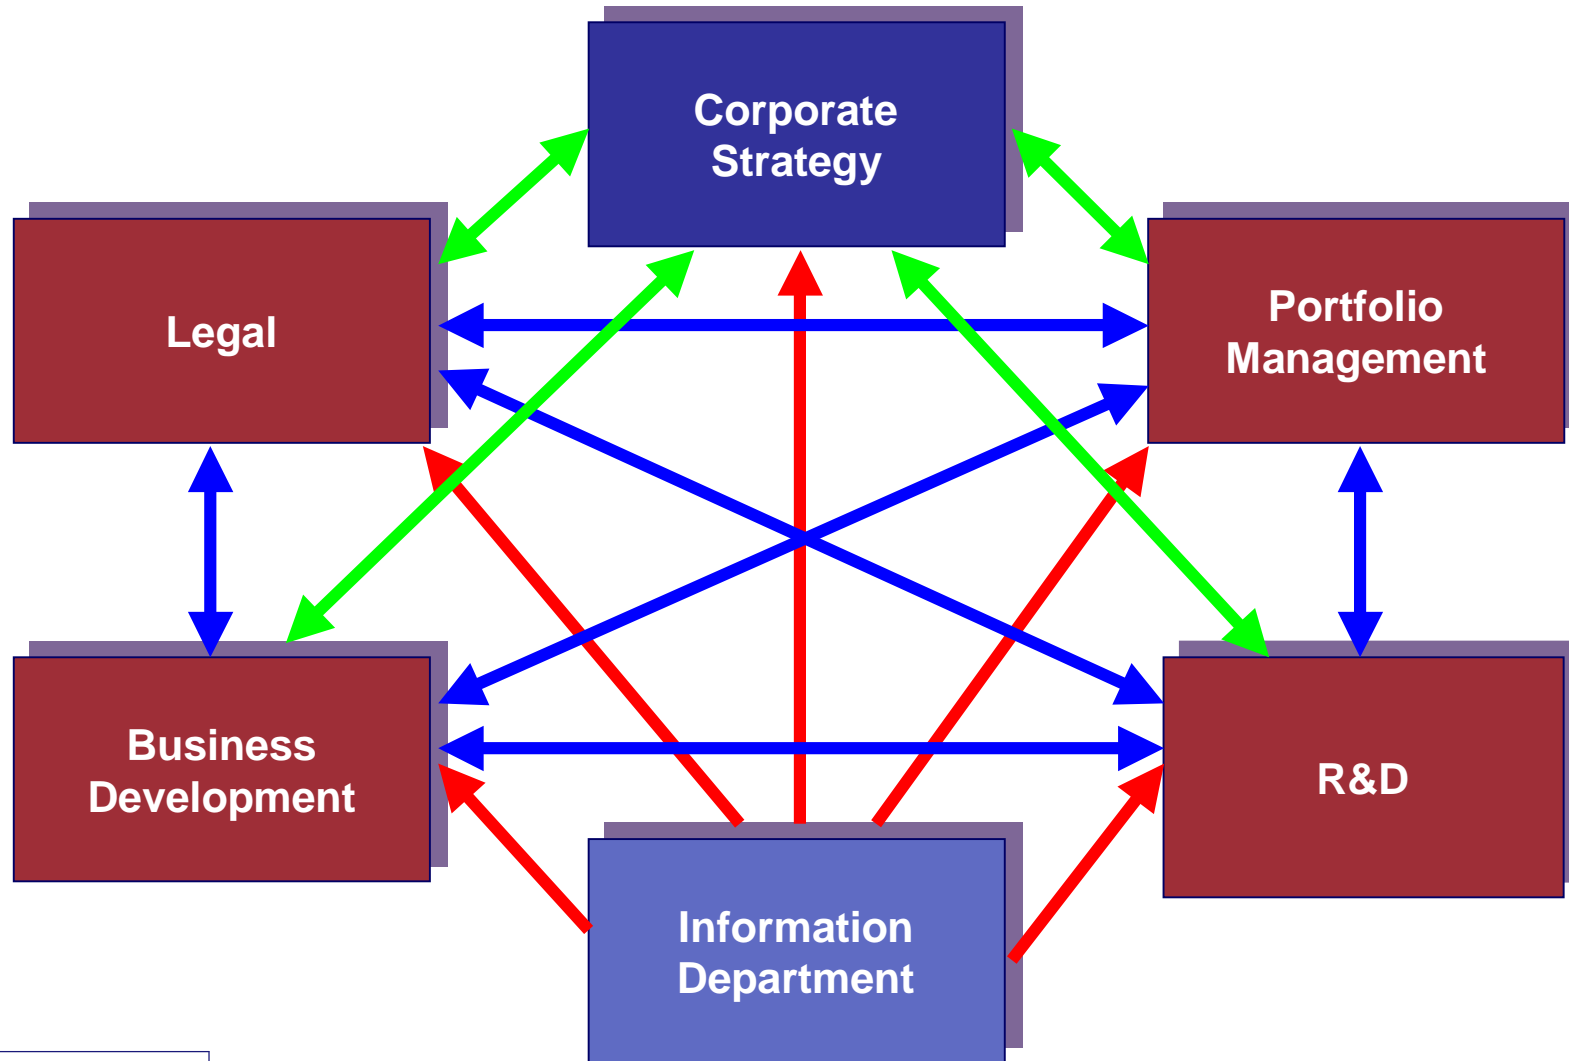 Corporate
Strategy
Legal
Portfolio
Management
Business
Development
R&D
Information
Department